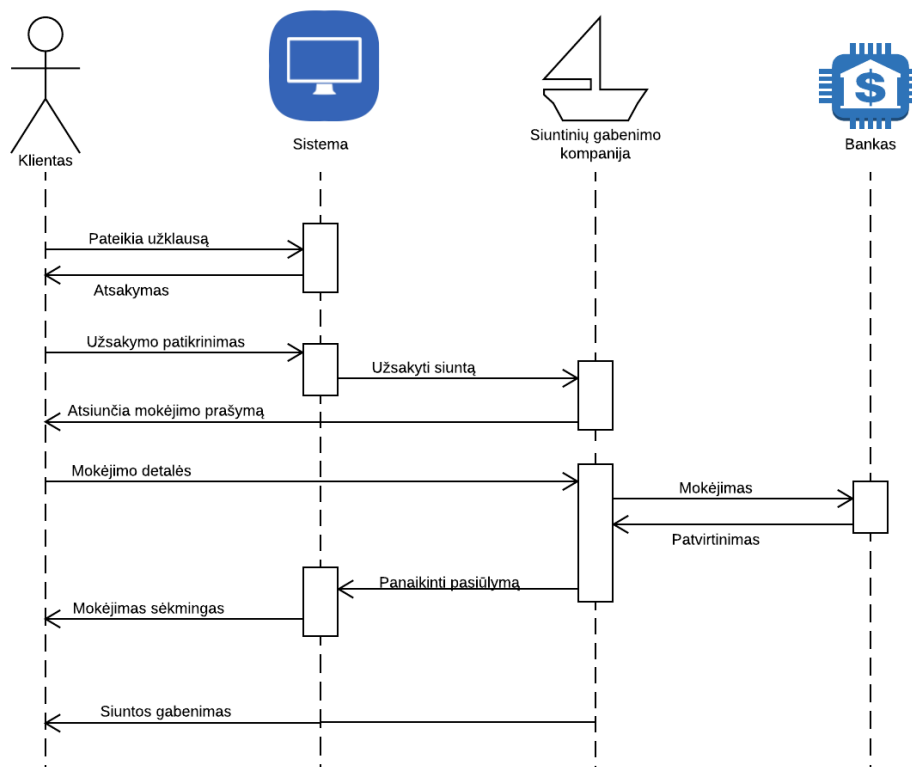 Klientas
Sistema
Siuntinių gabenimo
kompanija
Bankas
$
Pateikia užklausą
Atsakymas
Užsakymo patikrinimas
Užsakyti siuntą
Atsiunčia mokėjimo prašymą
Mokėjimo detalės
Mokėjimas
Patvirtinimas
Panaikinti pasiūlymą
Mokėjimas sėkmingas
Siuntos gabenimas